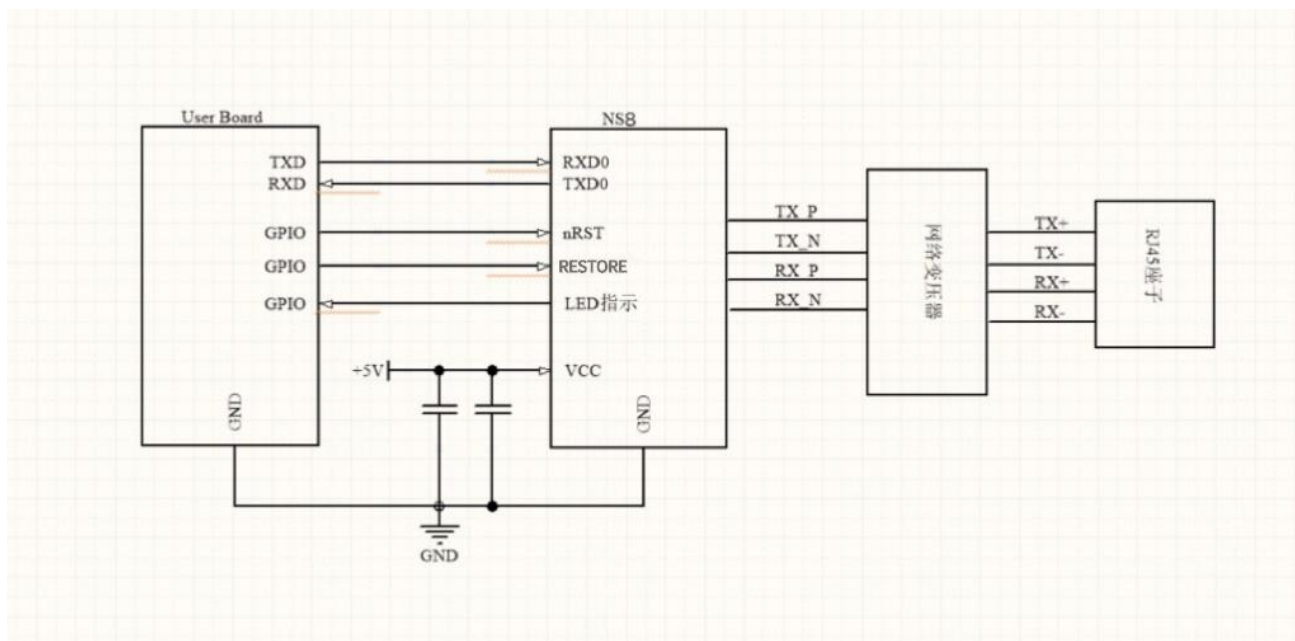 User Board
NS8
TXD
RXD0
RXD
TXD0
GPIO
nRST
GPIO
RESTORE
GPIO
LED指示
+5V
VCC
GND
GND
GND
TX_P
TX_N
RX_P
RX_N
网络变压器
TX+
TX-
RX+
RX-
RJ45座子